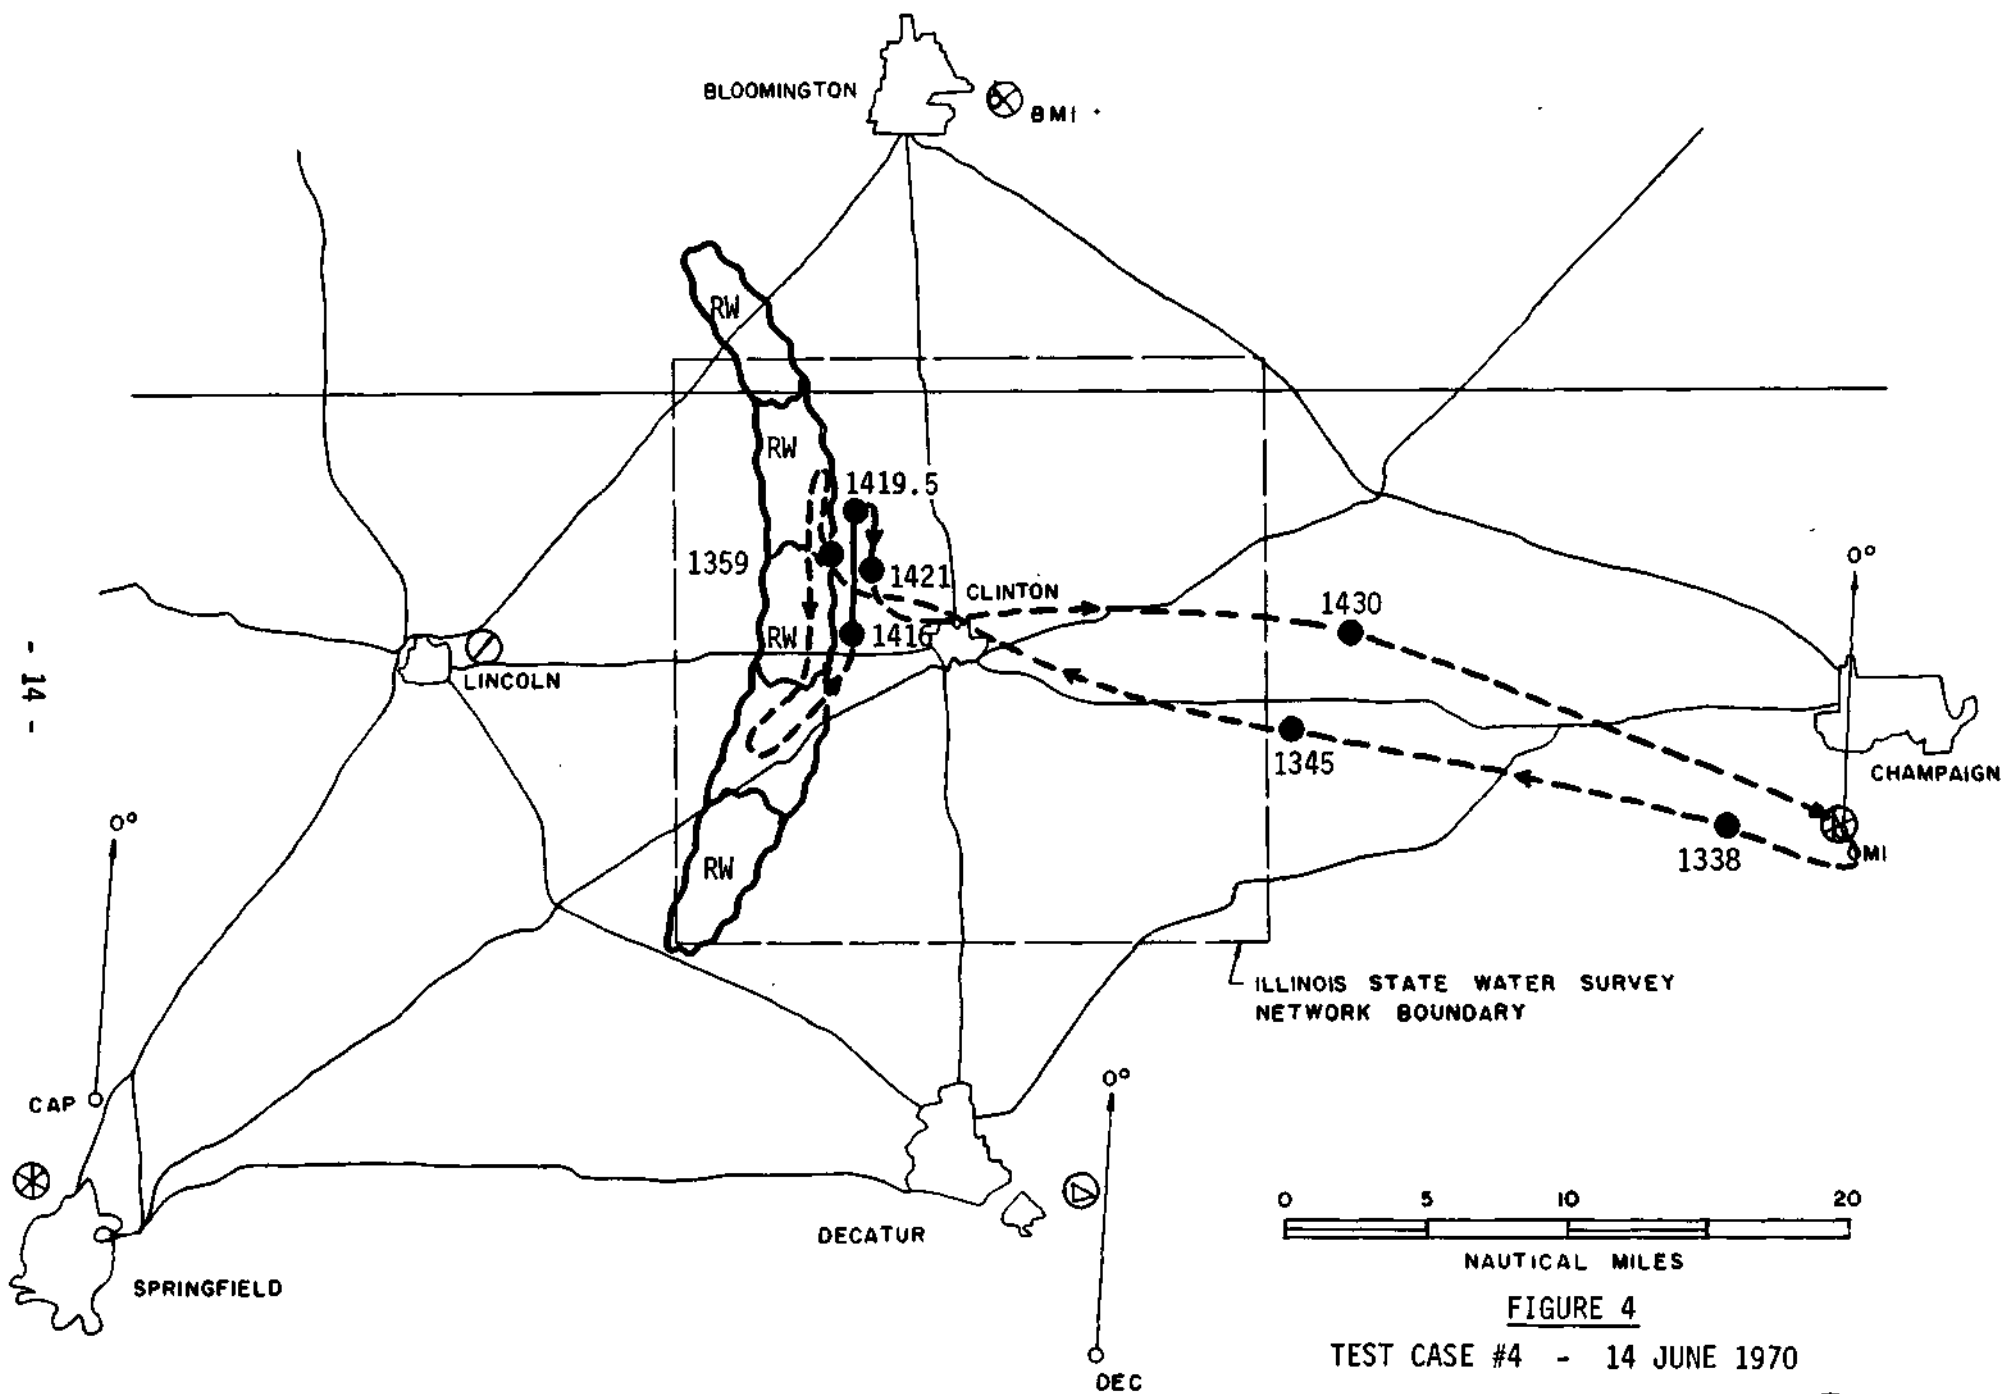 BLOOMINGTON
BMI
RW
RW
1419.5
1359
1421
CLINTON
1430
0°
1416
RW
LINCOLN
- 14 -
1345
CHAMPAIGN
0°
1338
OMI
RW
ILLINOIS STATE WATER SURVEY
NETWORK BOUNDARY
CAP
0°
0 5 10 20
DECATUR
NAUTICAL MILES
SPRINGFIELD
FIGURE 4
TEST CASE #4 - 14 JUNE 1970
DEC